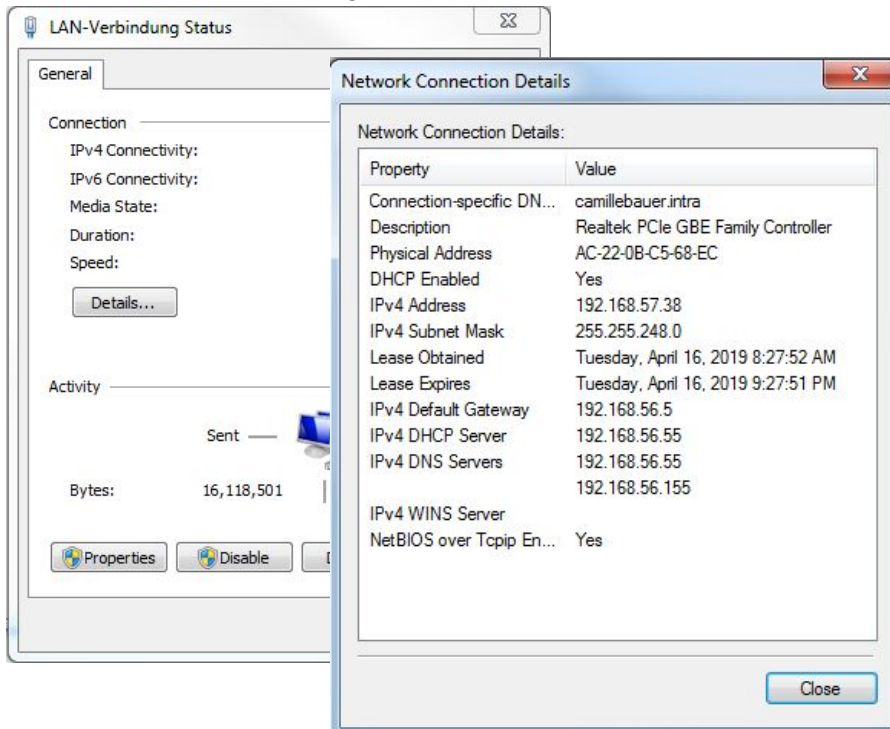 LAN-Verbindung Status
General
Connection
IPv4 Connectivity:
IPv6 Connectivity:
Media State:
Duration:
Speed:
Details...
Activity
Sent
Bytes: 16,118,501
Properties Disable
Network Connection Details
Network Connection Details:
Property Value
Connection-specific DN... camillebauer.intra
Description Realtek PCIe GBE Family Controller
Physical Address AC-22-0B-C5-68-EC
DHCP Enabled Yes
IPv4 Address 192.168.57.38
IPv4 Subnet Mask 255.255.248.0
Lease Obtained Tuesday, April 16, 2019 8:27:52 AM
Lease Expires Tuesday, April 16, 2019 9:27:51 PM
IPv4 Default Gateway 192.168.56.5
IPv4 DHCP Server 192.168.56.55
IPv4 DNS Servers 192.168.56.55
192.168.56.155
IPv4 WINS Server
NetBIOS over Tcpip En... Yes
Close